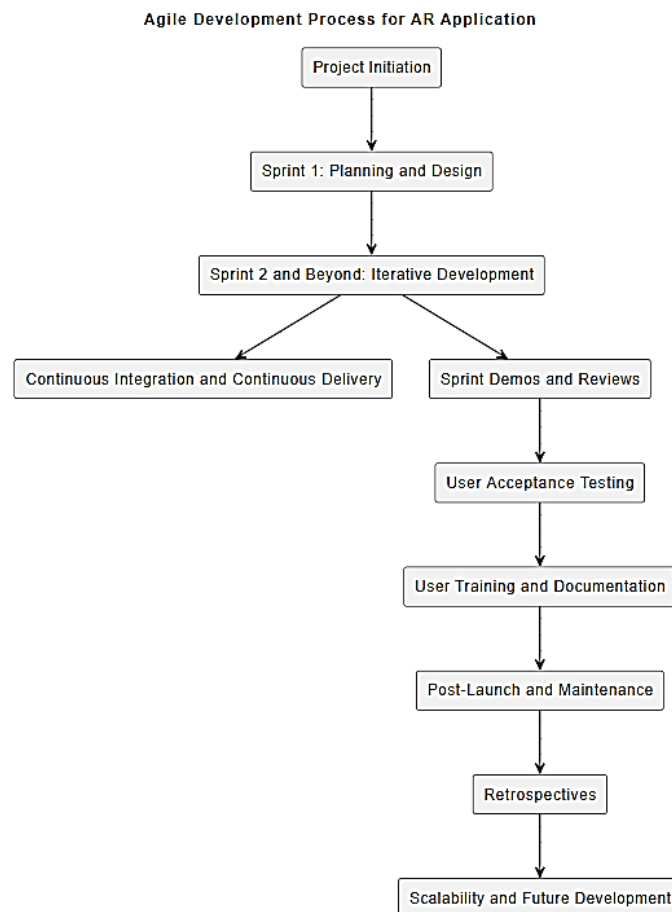 Agile Development Process for AR Application
Project Initiation
Sprint 1: Planning and Design
Sprint 2 and Beyond: Iterative Development
Continuous Integration and Continuous Delivery
Sprint Demos and Reviews
User Acceptance Testing
User Training and Documentation
Post-Launch and Maintenance
Retrospectives
Scalability and Future Development